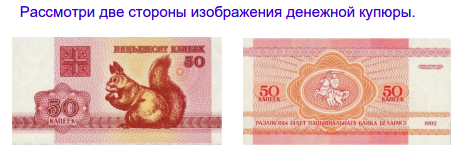 Рассмотри две стороны изображения денежной купюры.
ПЯЦЬДЗЕСЯТ КАПЕЕК
50
50
КАПЕЕК
50
КАПЕЕК
50
КАПЕЕК
РАЗЛІКОВЫ БІЛЕТ НАЦЫЯНАЛЬНАГА БАНКА БЕЛАРУСІ
1992